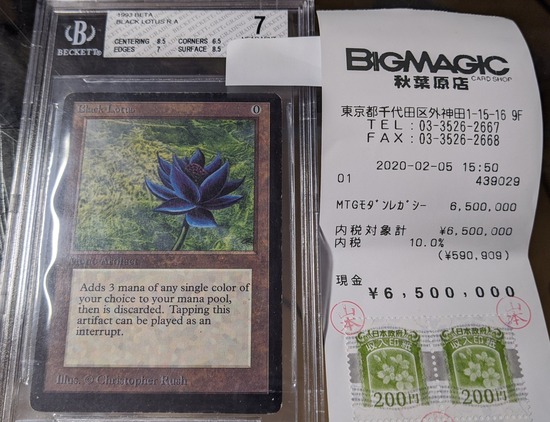 1993 BETA
BLACK LOTUS R A
BECKETT
CENTERING 8.5 CORNERS 6.5
EDGES 7 SURFACE 8.5
7
Black Lotus
0
Mono Artifact
Adds 3 mana of any single color of
your choice to your mana pool,
then is discarded. Tapping this
artifact can be played as an
interrupt.
Illus. © Christopher Rush
BIGMAGIC
CARD SHOP
秋葉原店
東京都千代田区外神田1-15-16 9F
TEL:03-3526-2667
FAX:03-3526-2668
2020-02-05 15:50
01 439029
MTGモダンレガシー 6,500,000
内税対象計 ¥6,500,000
内税 10.0%
(¥590,909)
現金
¥6,500,000
山本
山本
日本政府
収入印紙
200円
日本政府
収入印紙
200円